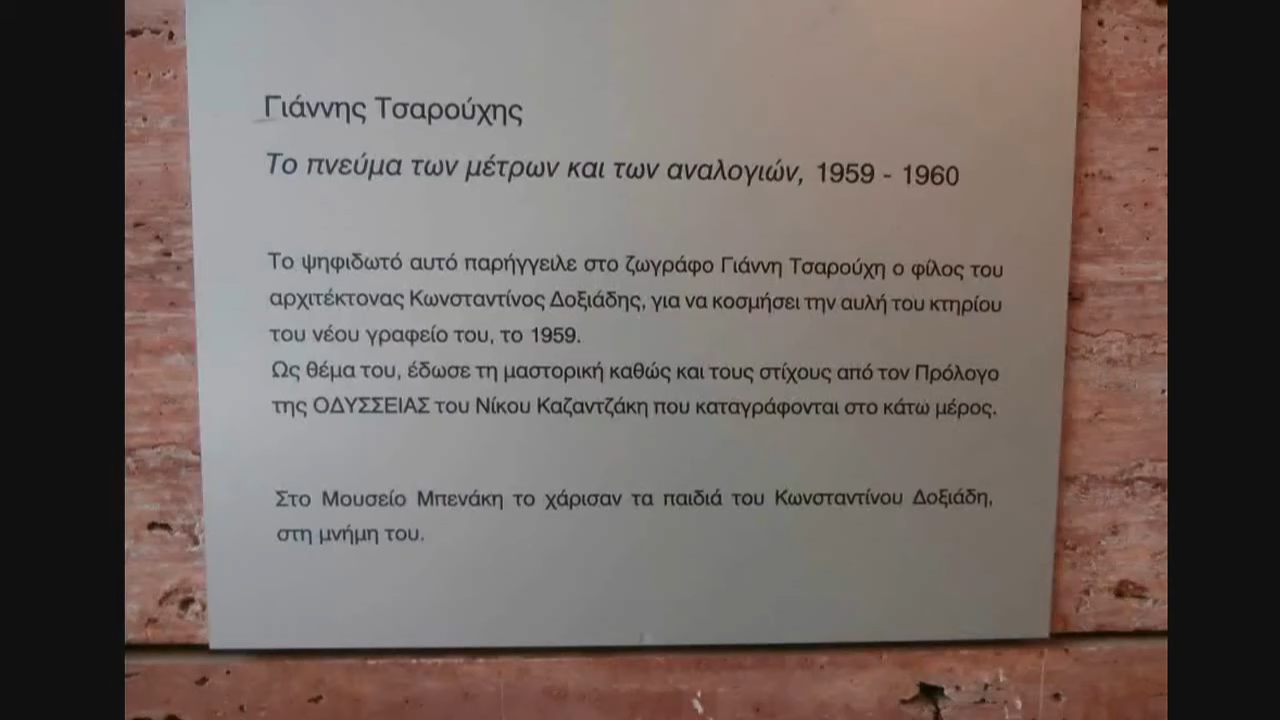 Γιάννης Τσαρούχης
Το πνεύμα των μέτρων και των αναλογιών, 1959 - 1960
Το ψηφιδωτό αυτό παρήγγειλε στο ζωγράφο Γιάννη Τσαρούχη ο φίλος του
αρχιτέκτονας Κωνσταντίνος Δοξιάδης, για να κοσμήσει την αυλή του κτηρίου
του νέου γραφείο του, το 1959.
Ως θέμα του, έδωσε τη μαστορική καθώς και τους στίχους από τον Πρόλογο
της ΟΔΥΣΣΕΙΑΣ του Νίκου Καζαντζάκη που καταγράφονται στο κάτω μέρος.
Στο Μουσείο Μπενάκη το χάρισαν τα παιδιά του Κωνσταντίνου Δοξιάδη,
στη μνήμη του.